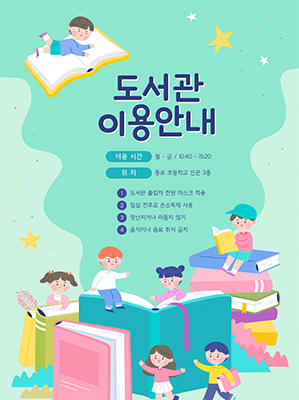 도서관
이용안내
이용 시간 월 - 금 / 10:40 - 15:20
위 치 통로 초등학교 신관 3층
1 도서관 출입자 전원 마스크 착용
2 입실 전후로 손소독제 사용
3 장난치거나 떠들지 않기
4 음식이나 음료 취식 금지